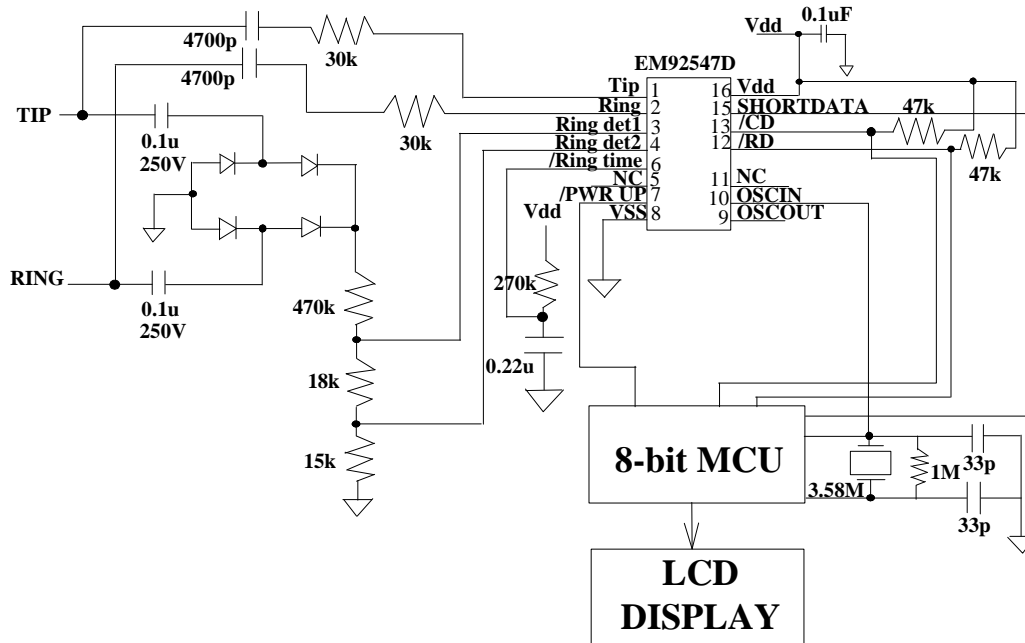 0.1uF
Vdd
4700p
30k
EM92547D
4700p
Tip 1 16 Vdd
Ring 2 15 SHORTDATA 47k
TIP
Ring det1 3 13 /CD
0.1u
250V
30k
Ring det2 4 12 /RD
/Ring time 6
47k
NC 5 11 NC
/PWR UP 7 10 OSCIN
VSS 8 9 OSCOUT
Vdd
RING
0.1u
250V
470k
270k
0.22u
18k
15k
8-bit MCU
3.58M
1M
33p
33p
LCD
DISPLAY